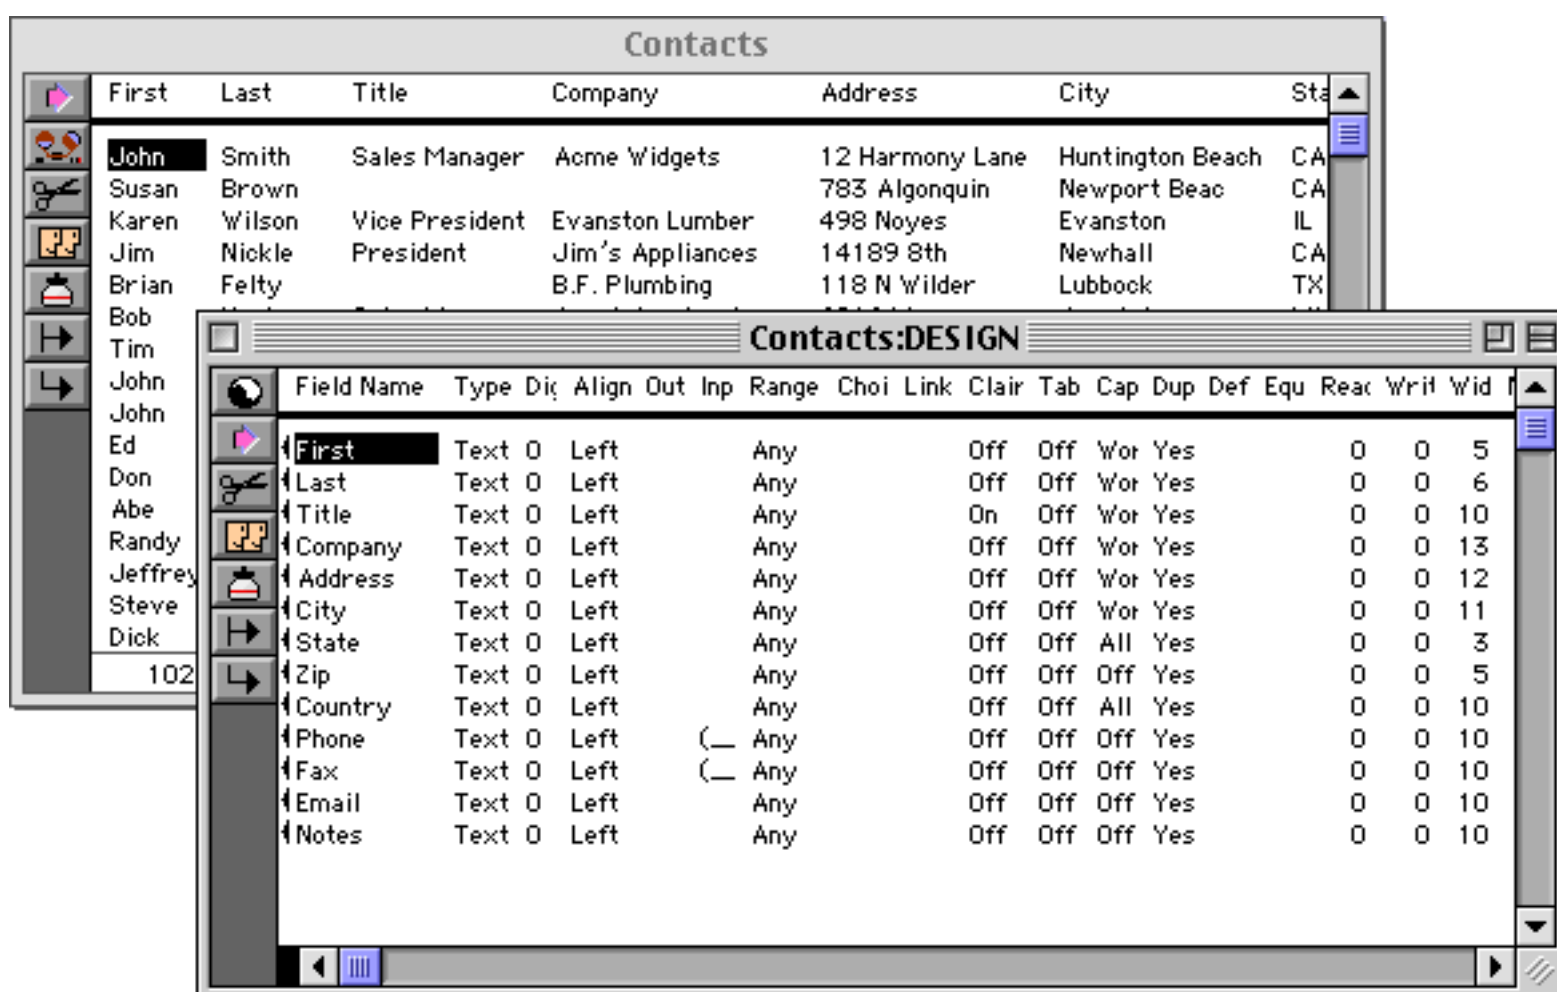 Contacts
First Last Title Company Address City Sta
John Smith Sales Manager Acme Widgets 12 Harmony Lane Huntington Beach CA
Susan Brown 783 Algonquin Newport Beac CA
Karen Wilson Vice President Evanston Lumber 498 Noyes Evanston IL
Jim Nickle President Jim's Appliances 14189 8th Newhall CA
Brian Felty B.F. Plumbing 118 N Wilder Lubbock TX
Bob
Tim
John
John
Ed
Don
Abe
Randy
Jeffrey
Steve
Dick
102
Contacts:DESIGN
Field Name Type Dig Align Out Inp Range Choi Link Clair Tab Cap Dup Def Equ Read Writ Wid
First Text 0 Left Any Off Off Wor Yes 0 0 5
Last Text 0 Left Any Off Off Wor Yes 0 0 6
Title Text 0 Left Any On Off Wor Yes 0 0 10
Company Text 0 Left Any Off Off Wor Yes 0 0 13
Address Text 0 Left Any Off Off Wor Yes 0 0 12
City Text 0 Left Any Off Off Wor Yes 0 0 11
State Text 0 Left Any Off Off All Yes 0 0 3
Zip Text 0 Left Any Off Off Off Yes 0 0 5
Country Text 0 Left Any Off Off All Yes 0 0 10
Phone Text 0 Left (_ Any Off Off Off Yes 0 0 10
Fax Text 0 Left (_ Any Off Off Off Yes 0 0 10
Email Text 0 Left Any Off Off Off Yes 0 0 10
Notes Text 0 Left Any Off Off Off Yes 0 0 10